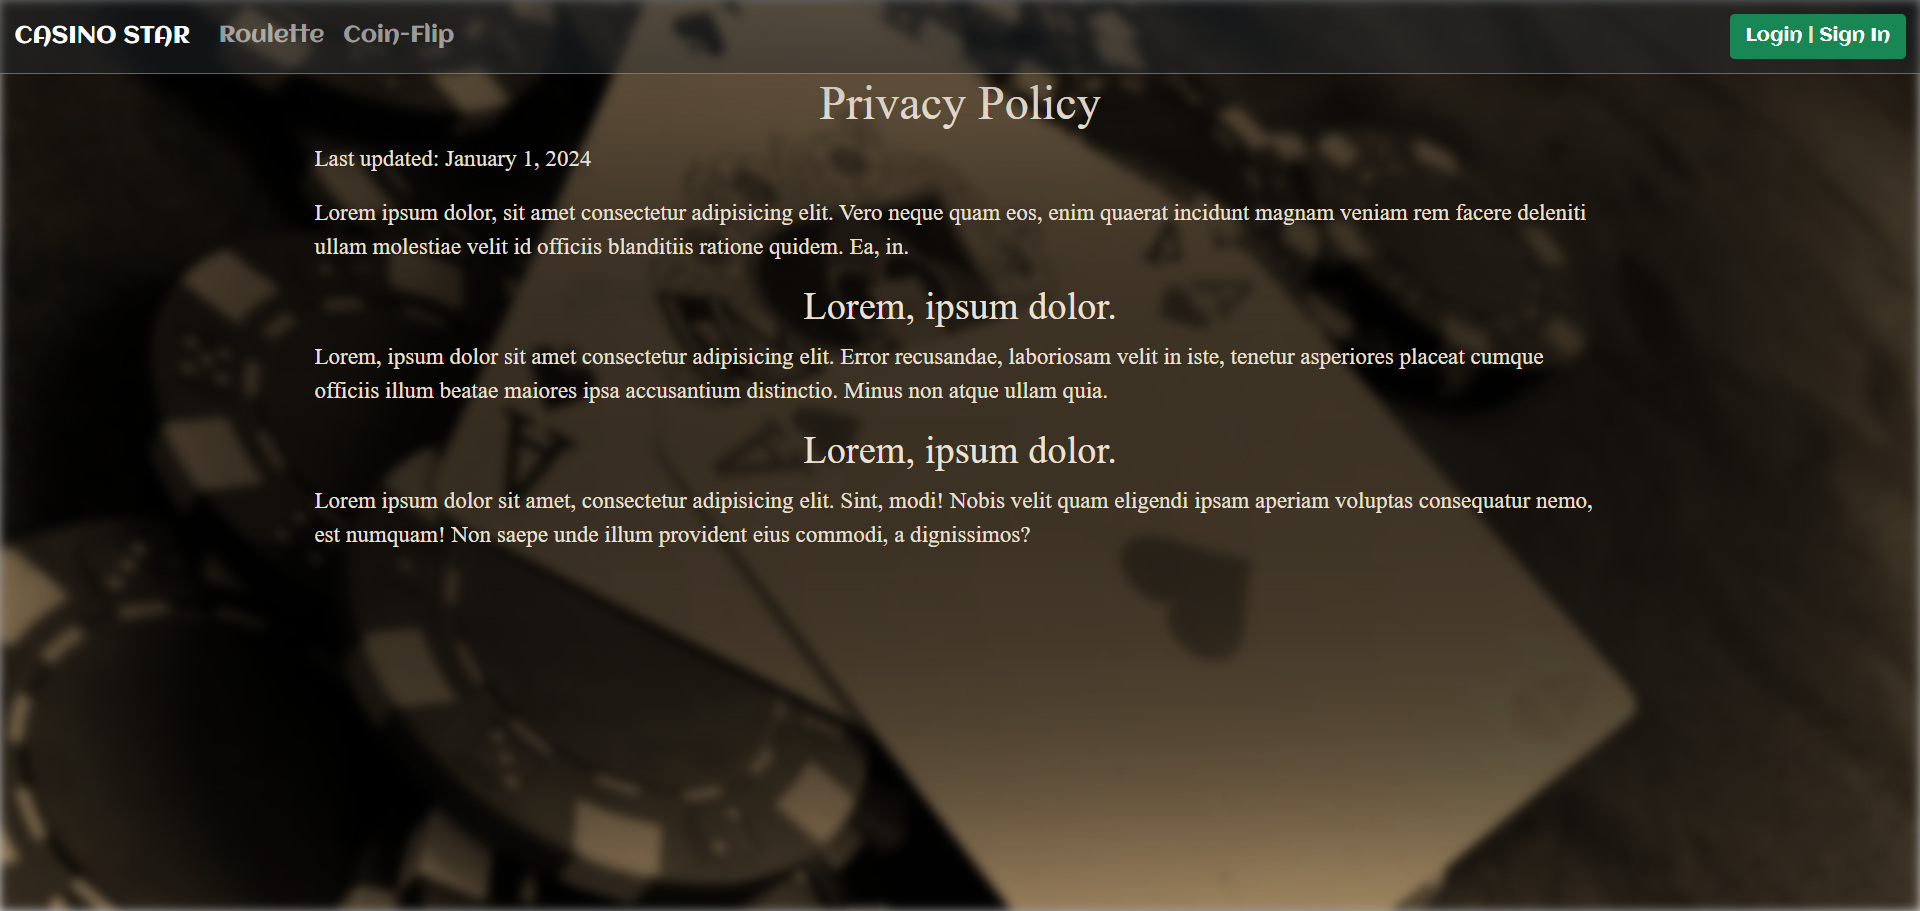 CASINO STAR Roulette Coin-Flip Login | Sign In
Privacy Policy
Last updated: January 1, 2024
Lorem ipsum dolor, sit amet consectetur adipisicing elit. Vero neque quam eos, enim quaerat incidunt magnam veniam rem facere deleniti
ullam molestiae velit id officiis blanditiis ratione quidem. Ea, in.
Lorem, ipsum dolor.
Lorem, ipsum dolor sit amet consectetur adipisicing elit. Error recusandae, laboriosam velit in iste, tenetur asperiores placeat cumque
officiis illum beatae maiores ipsa accusantium distinctio. Minus non atque ullam quia.
Lorem, ipsum dolor.
Lorem ipsum dolor sit amet, consectetur adipisicing elit. Sint, modi! Nobis velit quam eligendi ipsam aperiam voluptas consequatur nemo,
est numquam! Non saepe unde illum provident eius commodi, a dignissimos?